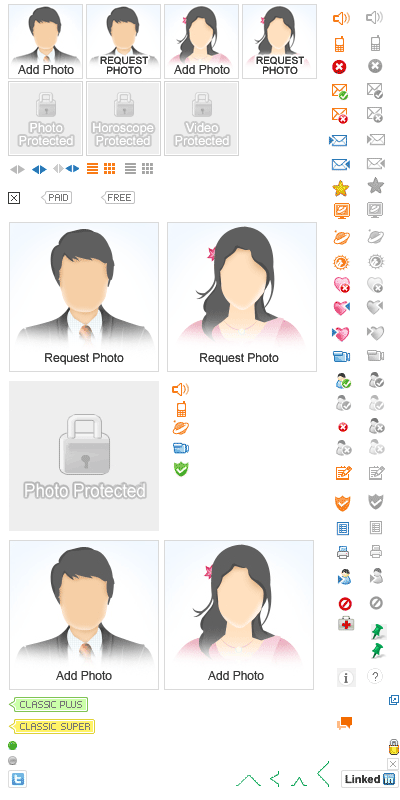 Add Photo
REQUEST
PHOTO
Add Photo
REQUEST
PHOTO
Photo
Protected
Horoscope
Protected
Video
Protected
PAID
FREE
Request Photo
Request Photo
Photo Protected
Add Photo
Add Photo
i
?
CLASSIC PLUS
CLASSIC SUPER
t
Linked in